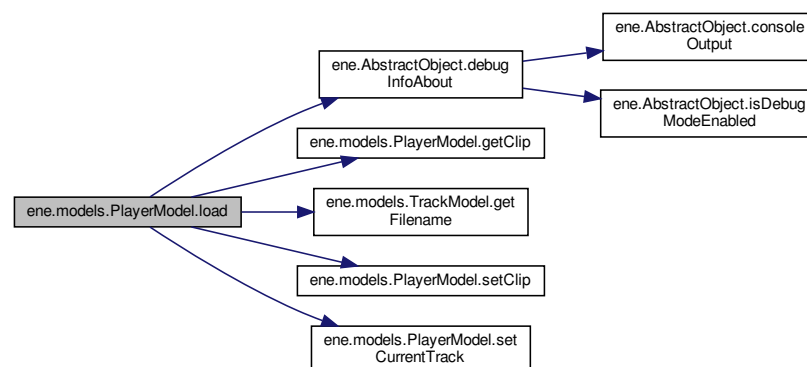 ene.models.PlayerModel.load
ene.AbstractObject.debug
InfoAbout
ene.AbstractObject.console
Output
ene.AbstractObject.isDebug
ModeEnabled
ene.models.PlayerModel.getClip
ene.models.TrackModel.get
Filename
ene.models.PlayerModel.setClip
ene.models.PlayerModel.set
CurrentTrack